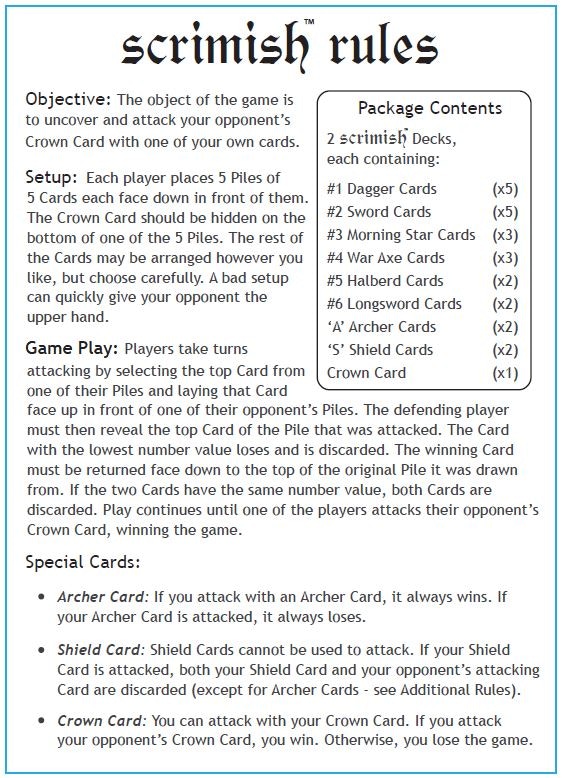 scrimish™ rules
Objective: The object of the game is
to uncover and attack your opponent's
Crown Card with one of your own cards.
Setup: Each player places 5 Piles of
5 Cards each face down in front of them.
The Crown Card should be hidden on the
bottom of one of the 5 Piles. The rest of
the Cards may be arranged however you
like, but choose carefully. A bad setup
can quickly give your opponent the
upper hand.
Package Contents
2 scrimish Decks,
each containing:
#1 Dagger Cards (x5)
#2 Sword Cards (x5)
#3 Morning Star Cards (x3)
#4 War Axe Cards (x3)
#5 Halberd Cards (x2)
#6 Longsword Cards (x2)
'A' Archer Cards (x2)
'S' Shield Cards (x2)
Crown Card (x1)
Game Play: Players take turns
attacking by selecting the top Card from
one of their Piles and laying that Card
face up in front of one of their opponent's Piles. The defending player
must then reveal the top Card of the Pile that was attacked. The Card
with the lowest number value loses and is discarded. The winning Card
must be returned face down to the top of the original Pile it was drawn
from. If the two Cards have the same number value, both Cards are
discarded. Play continues until one of the players attacks their opponent's
Crown Card, winning the game.
Special Cards:
• Archer Card: If you attack with an Archer Card, it always wins. If
your Archer Card is attacked, it always loses.
• Shield Card: Shield Cards cannot be used to attack. If your Shield
Card is attacked, both your Shield Card and your opponent's attacking
Card are discarded (except for Archer Cards - see Additional Rules).
• Crown Card: You can attack with your Crown Card. If you attack
your opponent's Crown Card, you win. Otherwise, you lose the game.